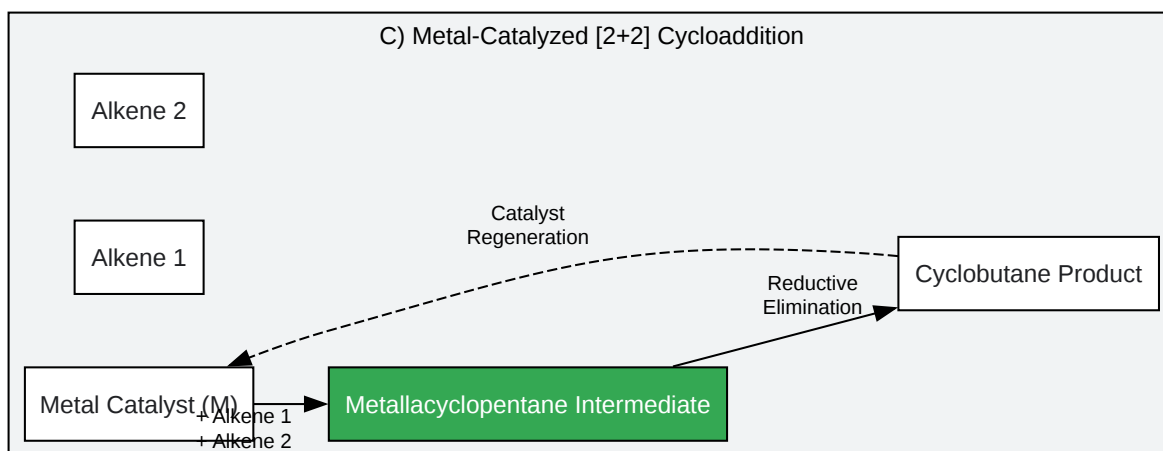 C) Metal-Catalyzed [2+2] Cycloaddition
Alkene 2
Alkene 1
Catalyst
Regeneration
Cyclobutane Product
Reductive
Elimination
Metal Catalyst (M)
+ Alkene 1
+ Alkene 2
Metallacyclopentane Intermediate